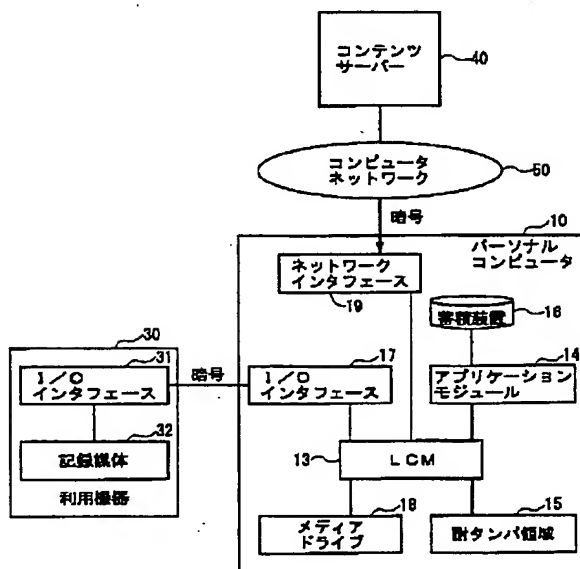 コンテンツ
サーバー
40
コンピュータ
ネットワーク
50
暗号
10
パーソナル
コンピュータ
ネットワーク
インタフェース
19
蓄積装置
16
30
31
I/O
インタフェース
暗号
17
I/O
インタフェース
14
アプリケーション
モジュール
32
記録媒体
利用機器
13
LCM
18
メディア
ドライブ
15
耐タンパ領域